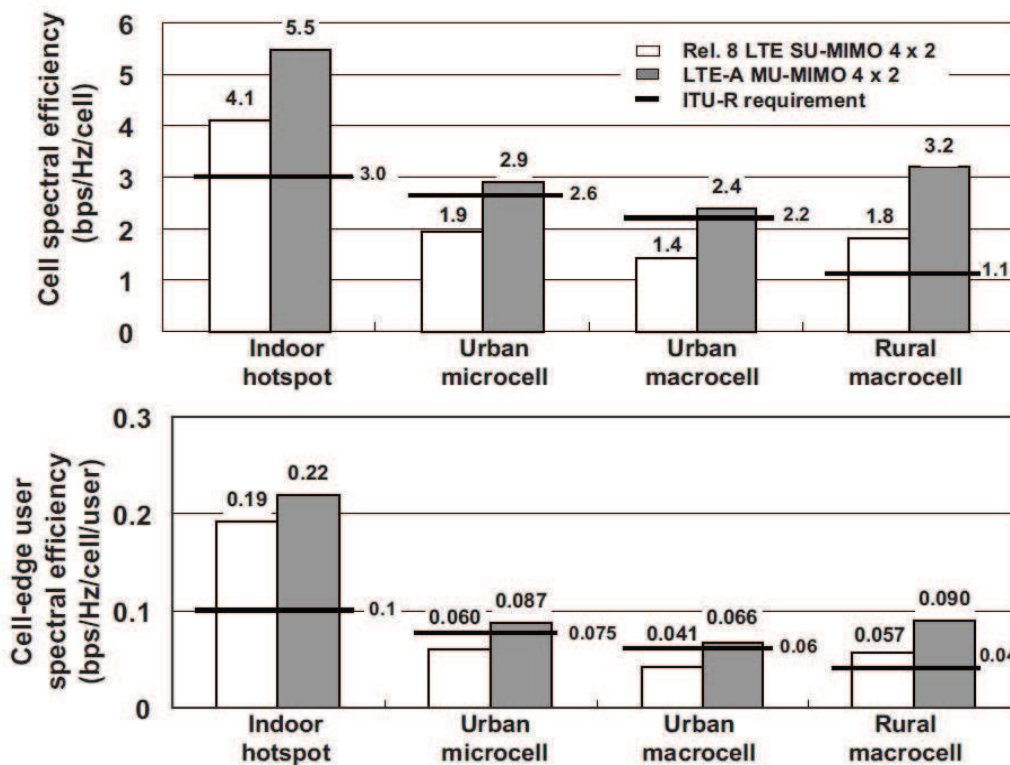 Cell spectral efficiency
(bps/Hz/cell)
6
5
4
3
2
1
0
Rel. 8 LTE SU-MIMO 4 x 2
LTE-A MU-MIMO 4 x 2
ITU-R requirement
4.1
5.5
3.0
1.9
2.9
2.6
1.4
2.4
2.2
1.8
3.2
1.1
Indoor
hotspot
Urban
microcell
Urban
macrocell
Rural
macrocell
Cell-edge user
spectral efficiency
(bps/Hz/cell/user)
0.3
0.2
0.1
0
0.19
0.22
0.1
0.060
0.087
0.075
0.041
0.066
0.06
0.057
0.090
0.04
Indoor
hotspot
Urban
microcell
Urban
macrocell
Rural
macrocell